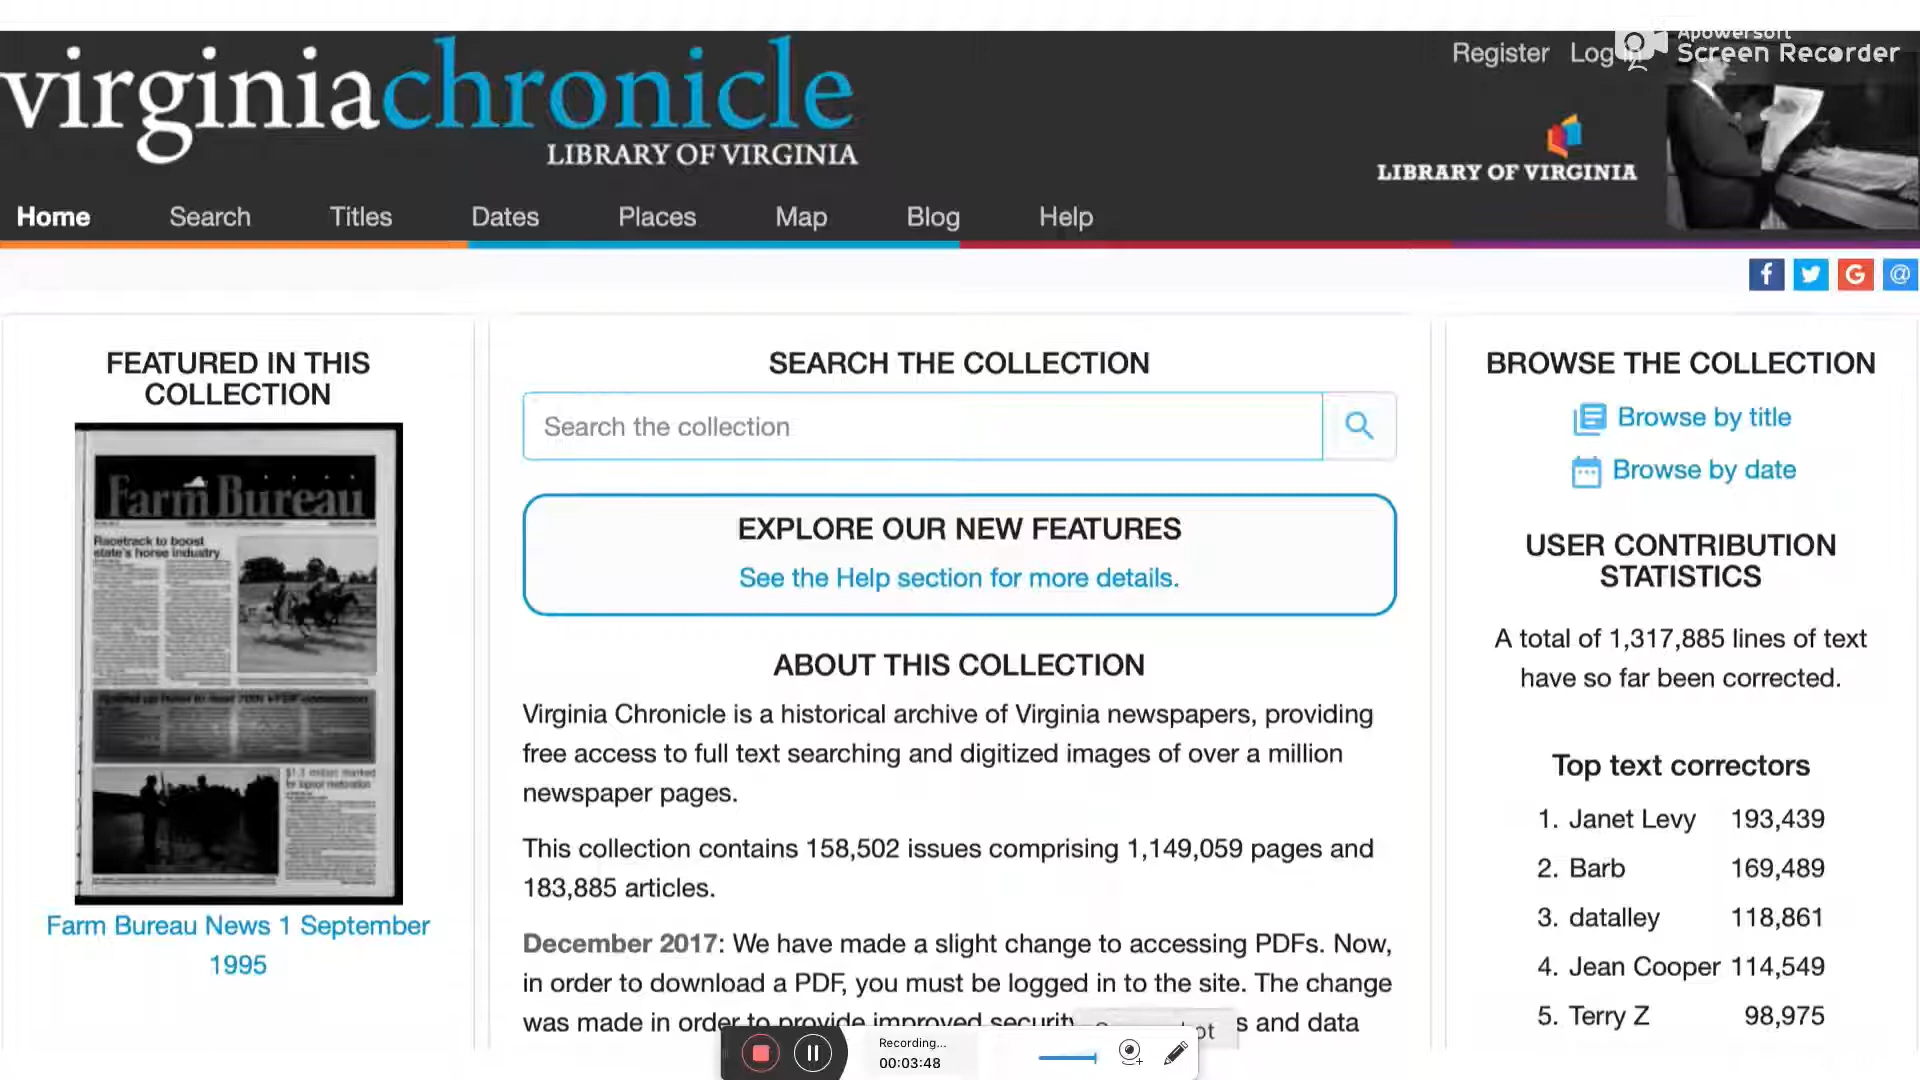 Apowersoft
Screen Recorder
Register Log
virginiachronicle
LIBRARY OF VIRGINIA
LIBRARY OF VIRGINIA
Home Search Titles Dates Places Map Blog Help
FEATURED IN THIS
COLLECTION
Farm Bureau
Racetrack to boost
state's horse industry
$1.3 million marked
Farm Bureau News 1 September
1995
SEARCH THE COLLECTION
Search the collection
EXPLORE OUR NEW FEATURES
See the Help section for more details.
ABOUT THIS COLLECTION
Virginia Chronicle is a historical archive of Virginia newspapers, providing
free access to full text searching and digitized images of over a million
newspaper pages.
This collection contains 158,502 issues comprising 1,149,059 pages and
183,885 articles.
December 2017: We have made a slight change to accessing PDFs. Now,
in order to download a PDF, you must be logged in to the site. The change
was made in order to provide improved security s and data
BROWSE THE COLLECTION
Browse by title
Browse by date
USER CONTRIBUTION
STATISTICS
A total of 1,317,885 lines of text
have so far been corrected.
Top text correctors
1. Janet Levy 193,439
2. Barb 169,489
3. datalley 118,861
4. Jean Cooper 114,549
5. Terry Z 98,975
Recording...
00:03:48